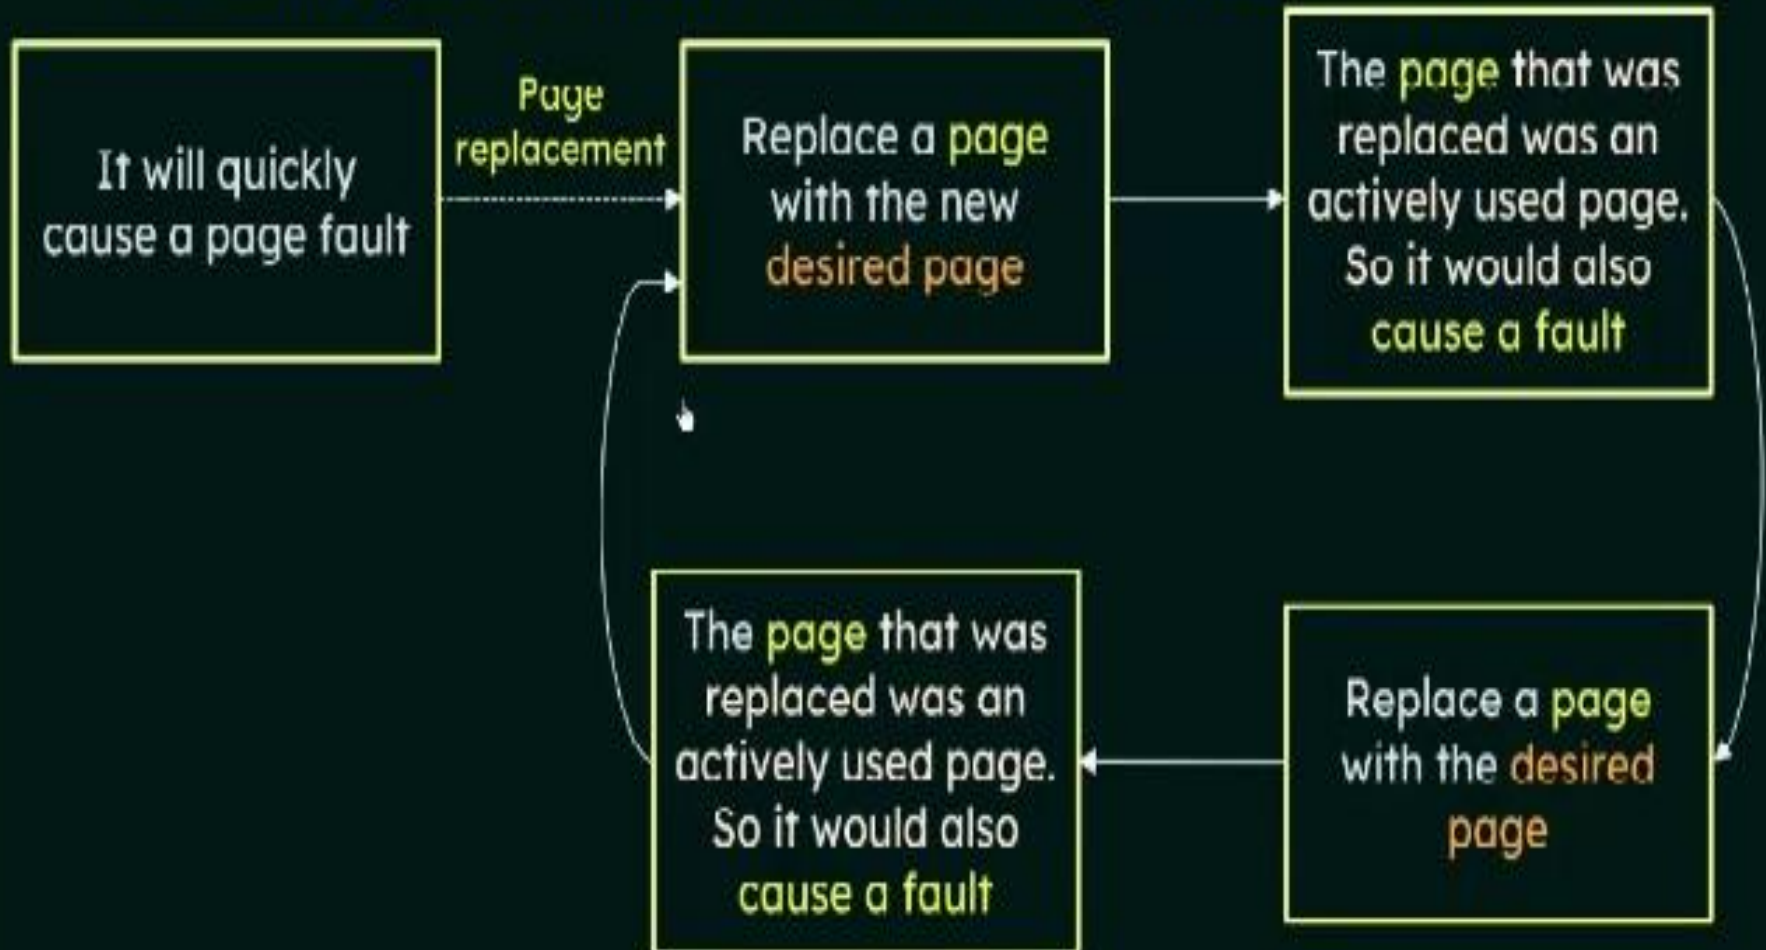 It will quickly
cause a page fault
Page
replacement
Replace a page
with the new
desired page
The page that was
replaced was an
actively used page.
So it would also
cause a fault
Replace a page
with the desired
page
The page that was
replaced was an
actively used page.
So it would also
cause a fault